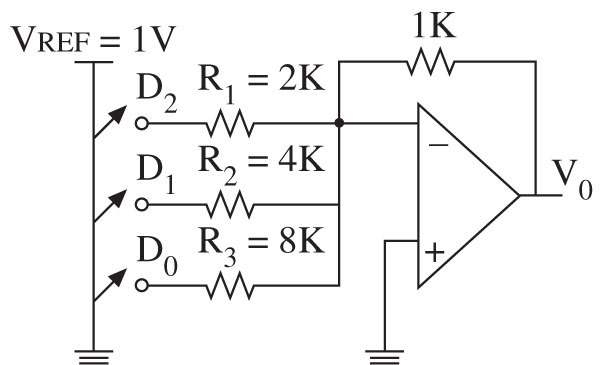 VREF = 1V
1K
D2
R1 = 2K
D1
R2 = 4K
D0
R3 = 8K
−
+
V0